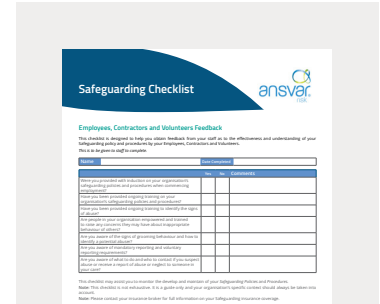 Safeguarding Checklist
ansvar
RISK
Employees, Contractors and Volunteers Feedback
This checklist is designed to help you obtain feedback from your staff as to the effectiveness and understanding of your
Safeguarding policy and procedures by your Employees, Contractors and Volunteers.
This is to be given to staff to complete.
Name
Date Completed
Yes No Comments
Were you provided with induction on your organisation's
safeguarding policies and procedures when commencing
employment?
Have you been provided ongoing training on your
organisation's safeguarding policies and procedures?
Have you been provided ongoing training to identify the signs
of abuse?
Are people in your organisation empowered and trained
to raise any concerns they may have about inappropriate
behaviour of others?
Are you aware of the signs of grooming behaviour and how to
identify a potential abuse?
Are you aware of mandatory reporting and voluntary
reporting requirements?
Are you aware of what to do and who to contact if you suspect
abuse or receive a report of abuse or neglect to someone in
your care?
This checklist may assist you to monitor the develop and maintain of your Safeguarding Policies and Procedures.
Note: This checklist is not exhaustive. It is a guide only and your organisation's specific context should always be taken into
account.
Note: Please contact your insurance broker for full information on your Safeguarding insurance coverage.